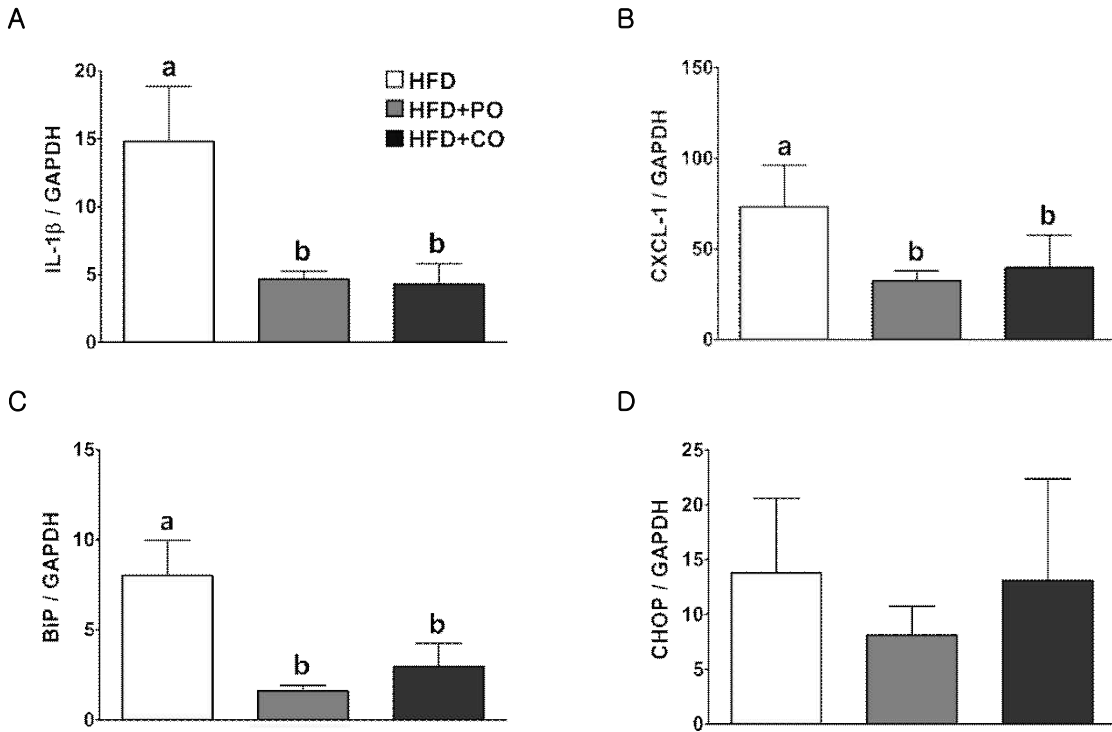 A
IL-1β / GAPDH
20
15
10
5
0
a
b
b
HFD
HFD+PO
HFD+CO
B
CXCL-1 / GAPDH
150
100
50
0
a
b
b
C
BiP / GAPDH
15
10
5
0
a
b
b
D
CHOP / GAPDH
25
20
15
10
5
0